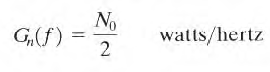 Gₙ(f) = N₀/2 watts/hertz